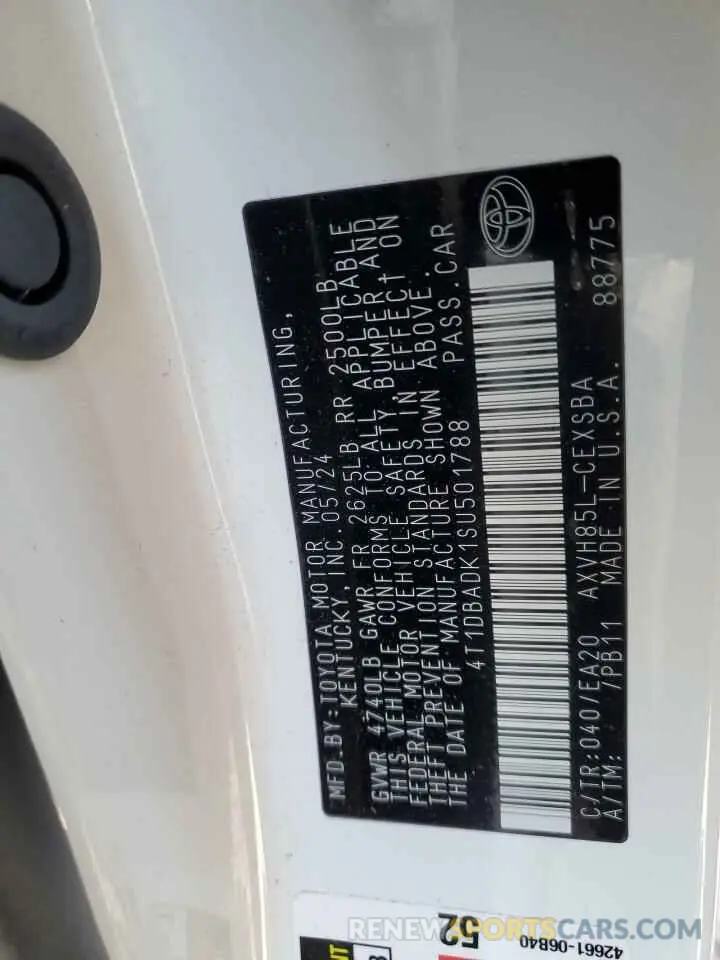 MFD.BY:TOYOTA MOTOR MANUFACTURING,
KENTUCKY, INC.05/24
GVWR 4740LB GAWR FR 2625LB RR 2500LB
THIS VEHICLE CONFORMS TO ALL APPLICABLE
FEDERAL MOTOR VEHICLE SAFETY, BUMPER AND
THEFT PREVENTION STANDARDS IN EFFECT ON
THE DATE OF MANUFACTURE SHOWN ABOVE.
4T1DBADK1SU501788 PASS.CAR
C/TR:040/EA20 AXVH85L-CEXSBA
A/TM: /PB11 MADE IN U.S.A. 88775
52
42661-06B40
RENEWSPORTSCARS.COM